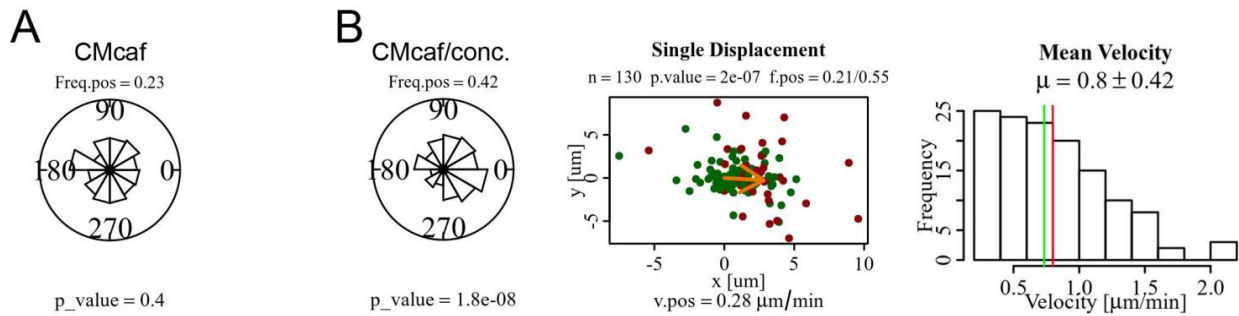 A
CMcaf
Freq.pos = 0.23
90
180
0
270
p_value = 0.4
B
CMcaf/conc.
Freq.pos = 0.42
90
180
0
270
p_value = 1.8e-08
Single Displacement
n = 130 p.value = 2e-07 f.pos = 0.21/0.55
y [um]
5
0
-5
-5 0 5 10
x [um]
v.pos = 0.28 μm/min
Mean Velocity
μ = 0.8 ± 0.42
Frequency
25
15
5
0
0.5 1.0 1.5 2.0
Velocity [μm/min]